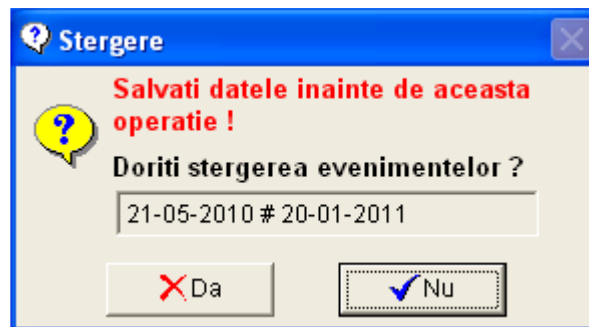 Stergere
Salvati datele inainte de aceasta
operatie !
Doriti stergerea evenimentelor ?
21-05-2010 # 20-01-2011
Da
Nu